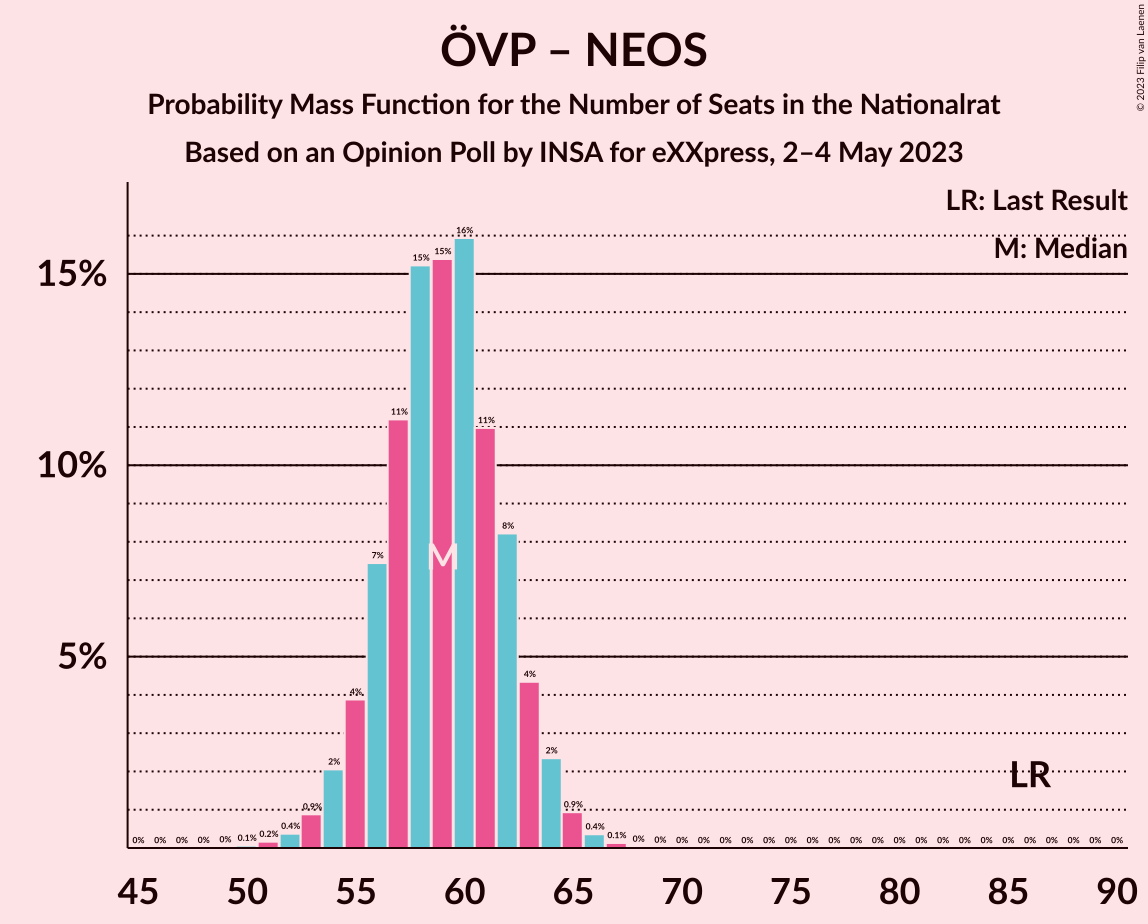 ÖVP – NEOS
Probability Mass Function for the Number of Seats in the Nationalrat
Based on an Opinion Poll by INSA for eXXpress, 2–4 May 2023
© 2023 Filip van Laenen
LR: Last Result
M: Median
15%
10%
5%
0% 0% 0% 0% 0% 0.1% 0.2% 0.4% 0.9% 2% 4% 7% 11% 15% 15% 16% 11% 8% 4% 2% 0.9% 0.4% 0.1% 0% 0% 0% 0% 0% 0% 0% 0% 0% 0% 0% 0% 0% 0% 0% 0% 0% 0% 0% 0% 0% 0% 0%
M
LR
45 50 55 60 65 70 75 80 85 90